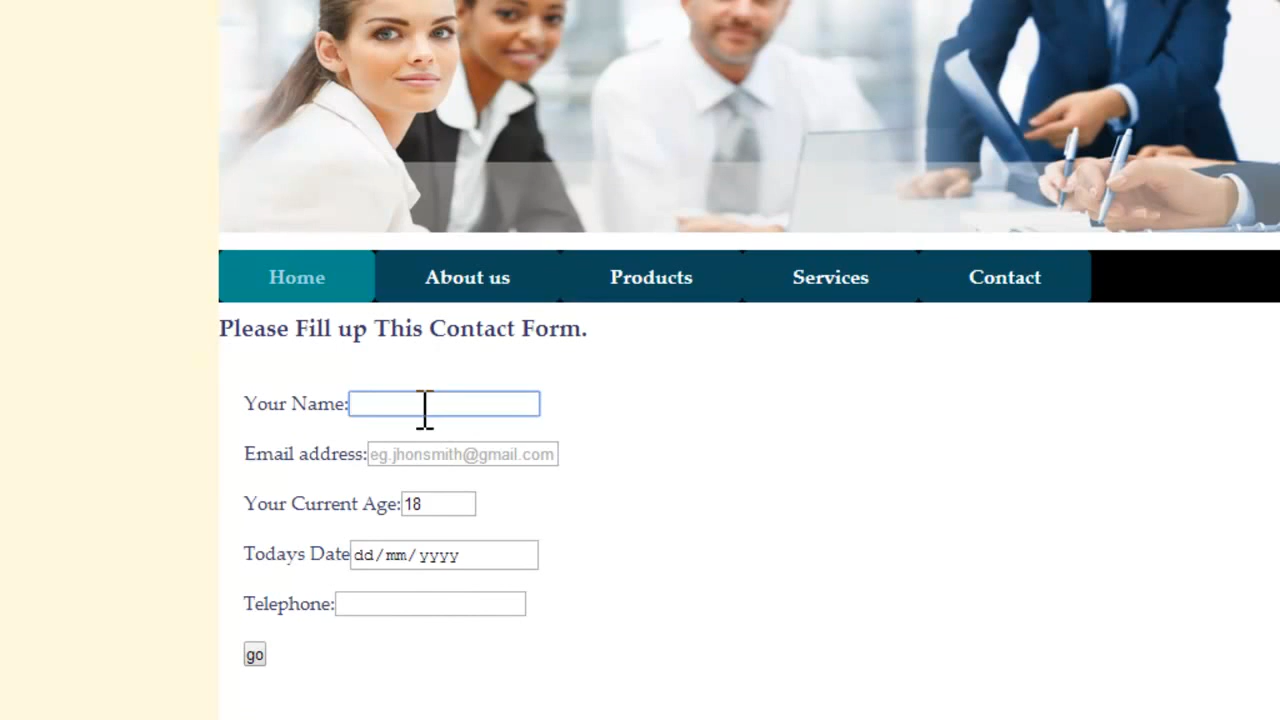 Home About us Products Services Contact
Please Fill up This Contact Form.
Your Name:
Email address: eg.jhonsmith@gmail.com
Your Current Age: 18
Todays Date dd/mm/yyyy
Telephone:
go